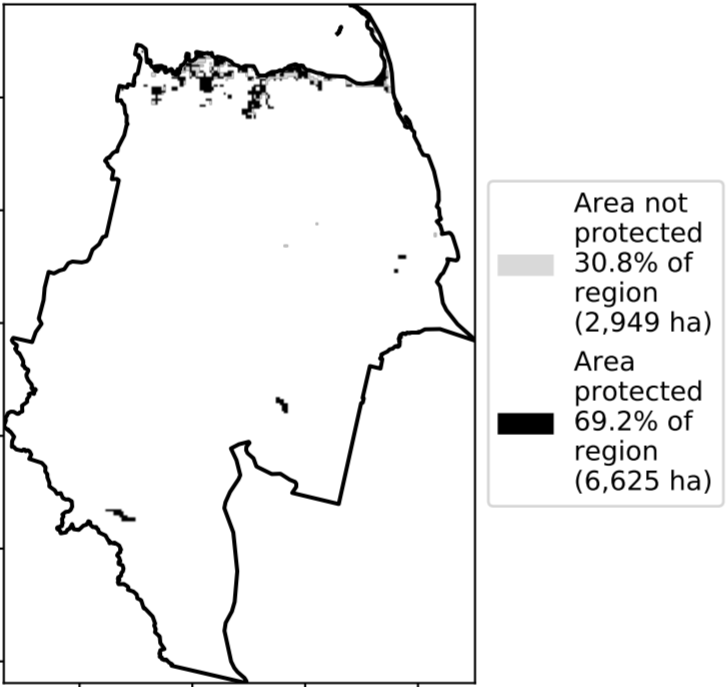 Area not
protected
30.8% of
region
(2,949 ha)
Area
protected
69.2% of
region
(6,625 ha)